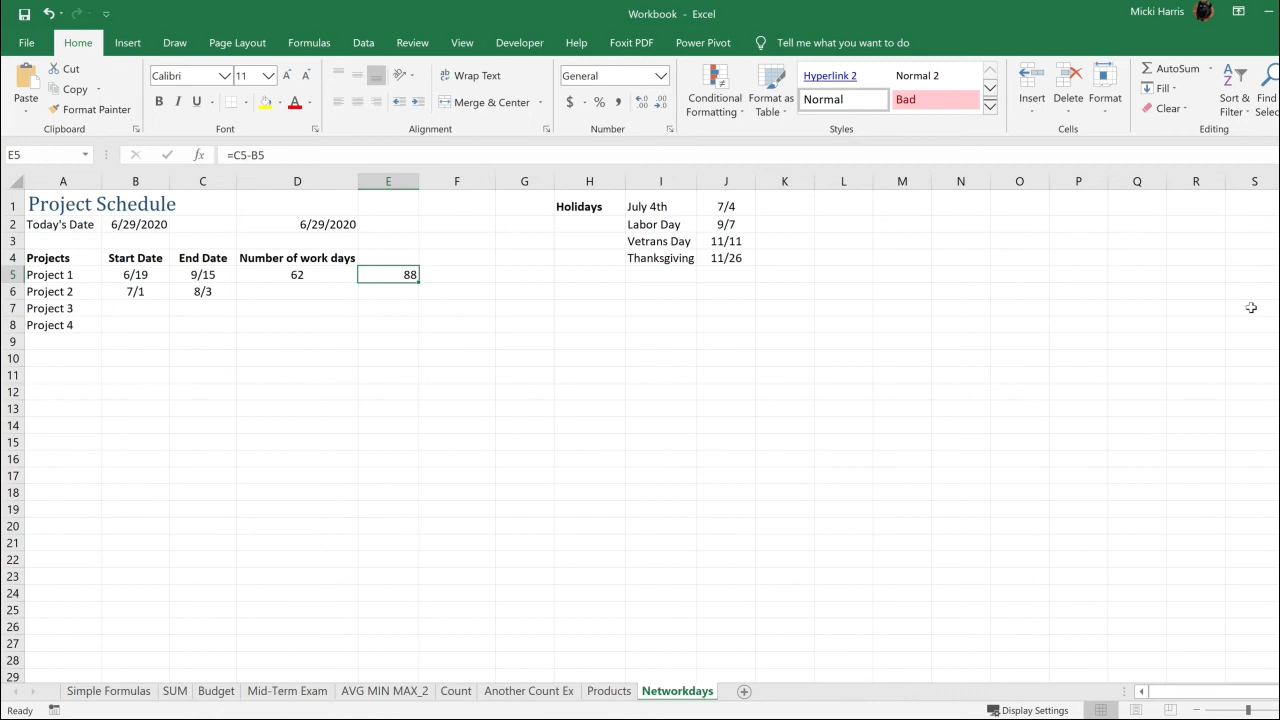 Workbook - Excel
Micki Harris
File Home Insert Draw Page Layout Formulas Data Review View Developer Help Foxit PDF Power Pivot Tell me what you want to do
Paste
Cut
Copy
Format Painter
Clipboard
Calibri 11
B I U A
Font
Wrap Text
Merge & Center
Alignment
General
$ % ,
Number
Conditional Formatting
Format as Table
Hyperlink 2 Normal 2
Normal Bad
Styles
Insert Delete Format
Cells
AutoSum
Fill
Clear
Sort & Filter
Find
Selec
Editing
E5 fx =C5-B5
A B C D E F G H I J K L M N O P Q R S
1 Project Schedule Holidays July 4th 7/4
2 Today's Date 6/29/2020 6/29/2020 Labor Day 9/7
3 Vetrans Day 11/11
4 Projects Start Date End Date Number of work days Thanksgiving 11/26
5 Project 1 6/19 9/15 62 88
6 Project 2 7/1 8/3
7 Project 3
8 Project 4
9
10
11
12
13
14
15
16
17
18
19
20
21
22
23
24
25
26
27
28
29
Simple Formulas SUM Budget Mid-Term Exam AVG MIN MAX_2 Count Another Count Ex Products Networkdays
Ready Display Settings